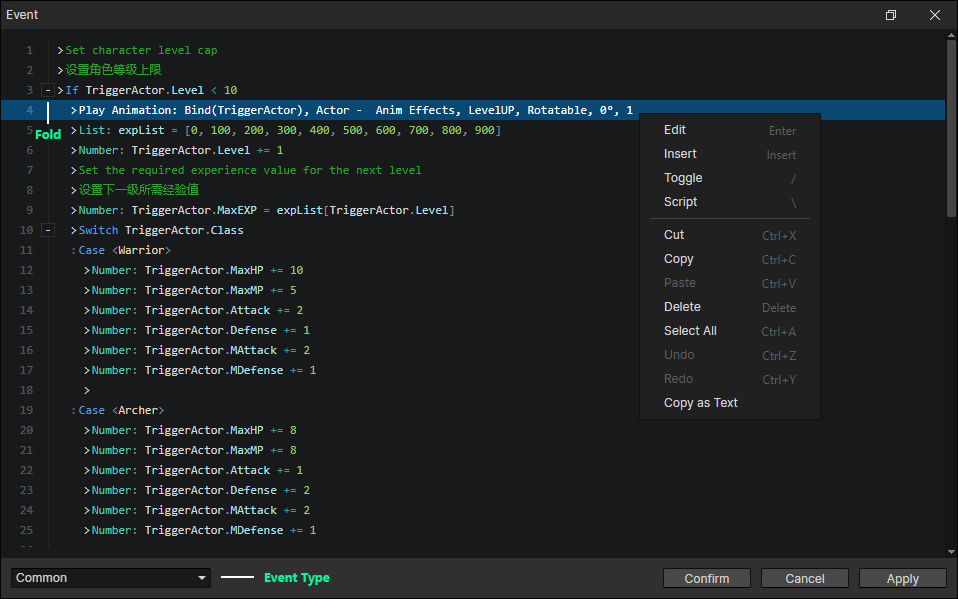 Event
1 >Set character level cap
2 >设置角色等级上限
3 - >If TriggerActor.Level < 10
4 >Play Animation: Bind(TriggerActor), Actor -  Anim Effects, LevelUP, Rotatable, 0°, 1
Fold
5 >List: expList = [0, 100, 200, 300, 400, 500, 600, 700, 800, 900]
6 >Number: TriggerActor.Level += 1
7 >Set the required experience value for the next level
8 >设置下一级所需经验值
9 >Number: TriggerActor.MaxEXP = expList[TriggerActor.Level]
10 - >Switch TriggerActor.Class
11 :Case <Warrior>
12 >Number: TriggerActor.MaxHP += 10
13 >Number: TriggerActor.MaxMP += 5
14 >Number: TriggerActor.Attack += 2
15 >Number: TriggerActor.Defense += 1
16 >Number: TriggerActor.MAttack += 2
17 >Number: TriggerActor.MDefense += 1
18 >
19 :Case <Archer>
20 >Number: TriggerActor.MaxHP += 8
21 >Number: TriggerActor.MaxMP += 8
22 >Number: TriggerActor.Attack += 1
23 >Number: TriggerActor.Defense += 2
24 >Number: TriggerActor.MAttack += 2
25 >Number: TriggerActor.MDefense += 1
Edit Enter
Insert Insert
Toggle /
Script \
Cut Ctrl+X
Copy Ctrl+C
Paste Ctrl+V
Delete Delete
Select All Ctrl+A
Undo Ctrl+Z
Redo Ctrl+Y
Copy as Text
Common
Event Type
Confirm
Cancel
Apply